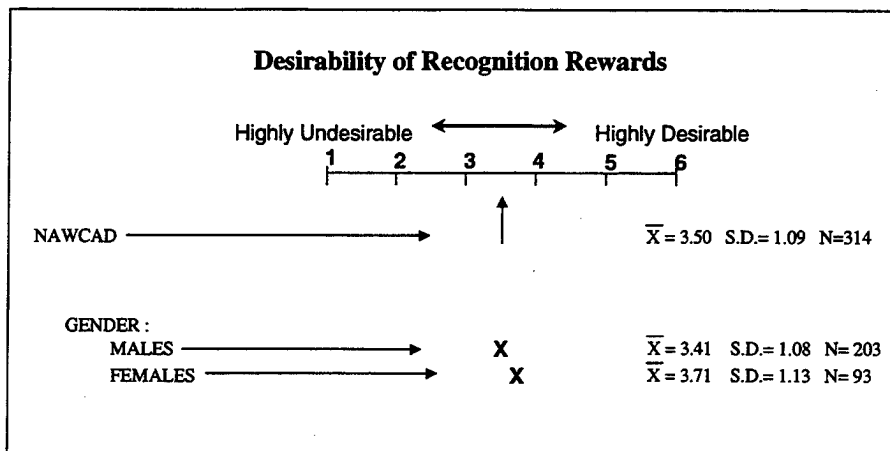 Desirability of Recognition Rewards
Highly Undesirable Highly Desirable
1 2 3 4 5 6
NAWCAD X̅ = 3.50 S.D.= 1.09 N=314
GENDER :
MALES X X̅ = 3.41 S.D.= 1.08 N= 203
FEMALES X X̅ = 3.71 S.D.= 1.13 N= 93